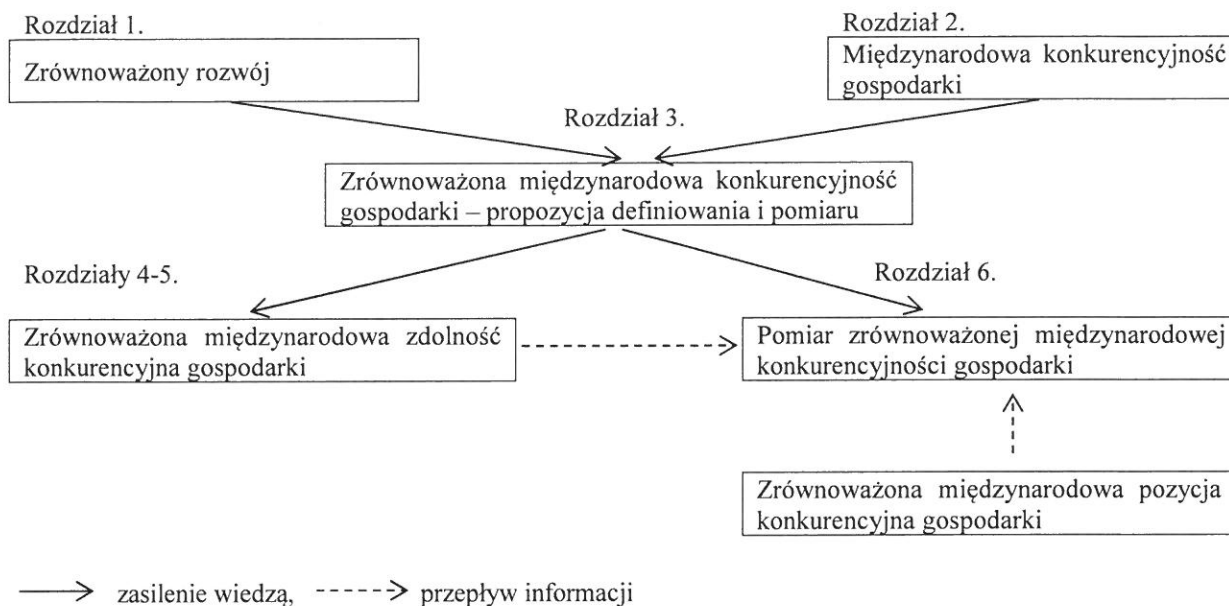 Rozdział 1.
Zrównoważony rozwój
Rozdział 2.
Międzynarodowa konkurencyjność
gospodarki
Rozdział 3.
Zrównoważona międzynarodowa konkurencyjność
gospodarki – propozycja definiowania i pomiaru
Rozdziały 4-5.
Zrównoważona międzynarodowa zdolność
konkurencyjna gospodarki
Rozdział 6.
Pomiar zrównoważonej międzynarodowej
konkurencyjności gospodarki
Zrównoważona międzynarodowa pozycja
konkurencyjna gospodarki
zasilenie wiedzą, przepływ informacji